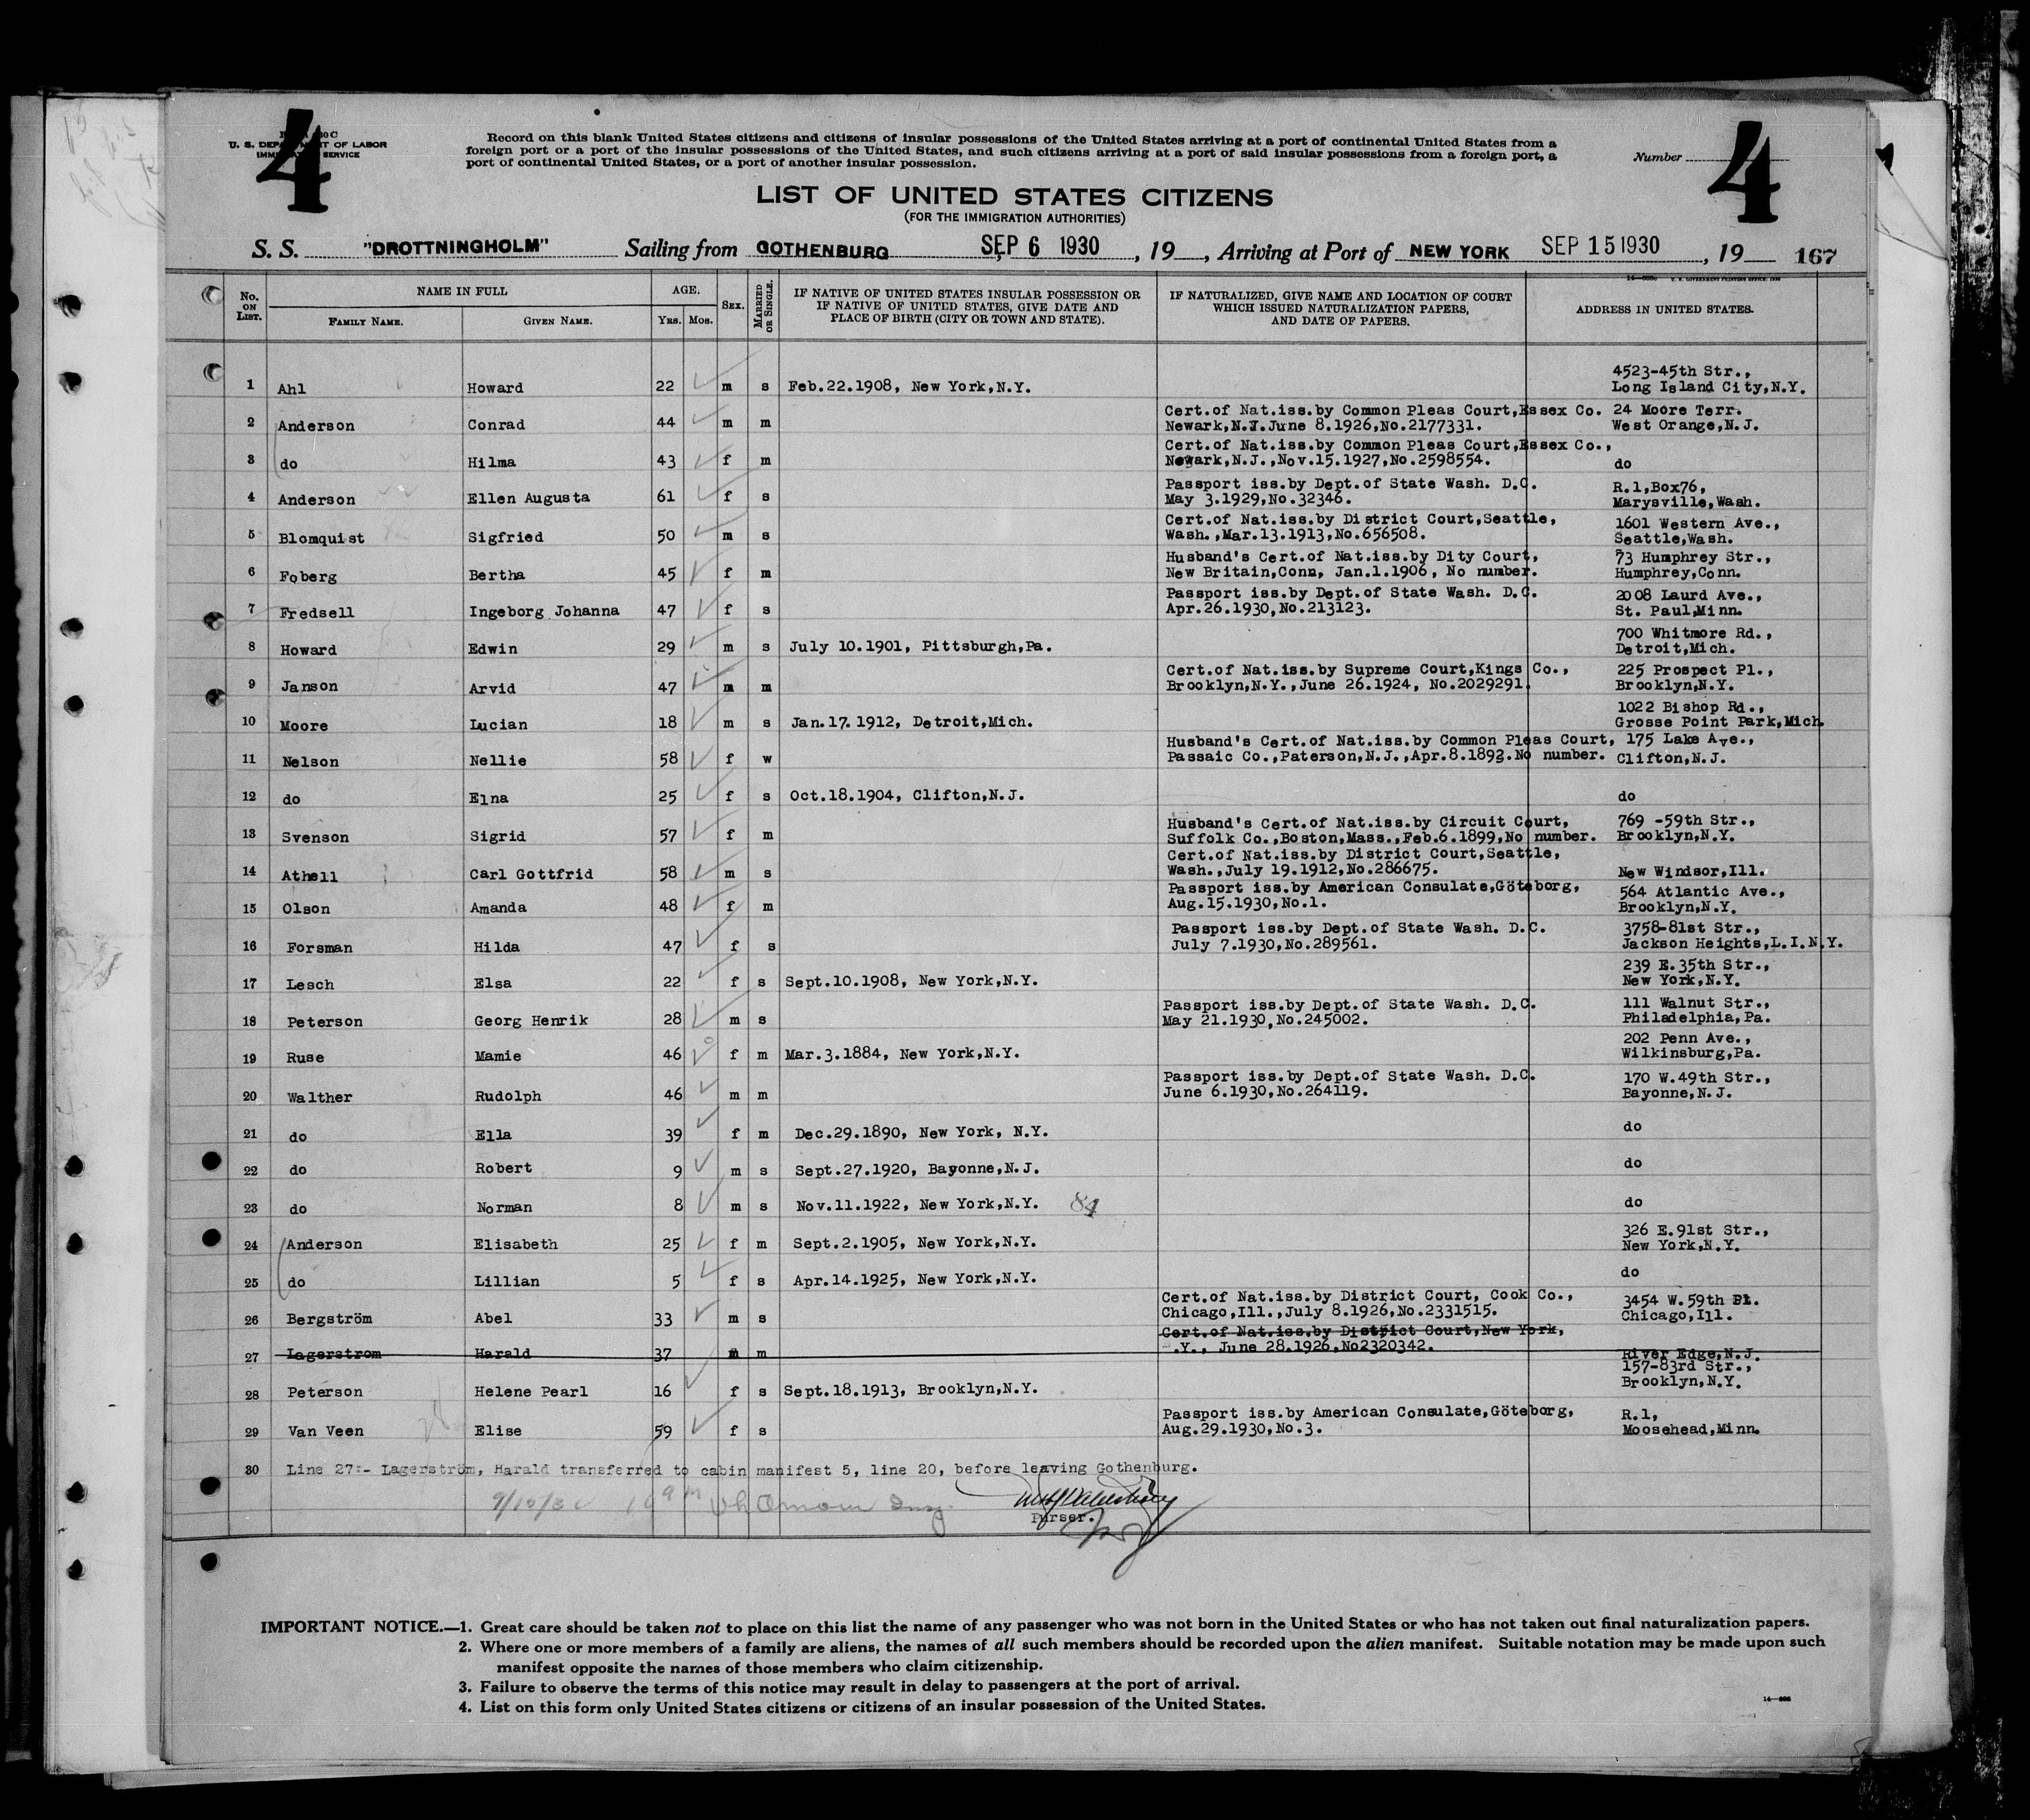 4
4
U. S. DEPARTMENT OF LABOR
IMMIGRATION SERVICE
Record on this blank United States citizens and citizens of insular possessions of the United States arriving at a port of continental United States from a
foreign port or a port of the insular possessions of the United States, and such citizens arriving at a port of said insular possessions from a foreign port, a
port of continental United States, or a port of another insular possession.
Number
LIST OF UNITED STATES CITIZENS
(FOR THE IMMIGRATION AUTHORITIES)
S. S. "DROTTNINGHOLM" Sailing from GOTHENBURG SEP 6 1930, 19 , Arriving at Port of NEW YORK SEP 15 1930, 19 167
No. ON LIST. NAME IN FULL FAMILY NAME. GIVEN NAME. AGE. YRS. MOS. SEX. MARRIED OR SINGLE. IF NATIVE OF UNITED STATES INSULAR POSSESSION OR IF NATIVE OF UNITED STATES, GIVE DATE AND PLACE OF BIRTH (CITY OR TOWN AND STATE). IF NATURALIZED, GIVE NAME AND LOCATION OF COURT WHICH ISSUED NATURALIZATION PAPERS, AND DATE OF PAPERS. ADDRESS IN UNITED STATES.
4523-45th Str.,
1 Ahl Howard 22 m s Feb.22.1908, New York,N.Y. Long Island City,N.Y.
Cert.of Nat.iss.by Common Pleas Court,Essex Co. 24 Moore Terr.
2 Anderson Conrad 44 m m Newark,N.J.June 8.1926,No.2177331. West Orange,N.J.
Cert.of Nat.iss.by Common Pleas Court,Essex Co.,
3 do Hilma 43 f m Newark,N.J.,Nov.15.1927,No.2598554. do
Passport iss.by Dept.of State Wash. D.C. R.1,Box76,
4 Anderson Ellen Augusta 61 f s May 3.1929,No.32346. Marysville,Wash.
Cert.of Nat.iss.by District Court,Seattle, 1601 Western Ave.,
5 Blomquist Sigfried 50 m s Wash.,Mar.13.1913,No.656508. Seattle,Wash.
Husband's Cert.of Nat.iss.by Dity Court, 73 Humphrey Str.,
6 Foberg Bertha 45 f m New Britain,Conn, Jan.1.1906, No number. Humphrey,Conn.
Passport iss.by Dept.of State Wash. D.C. 2008 Laurd Ave.,
7 Fredsell Ingeborg Johanna 47 f s Apr.26.1930,No.213123. St. Paul,Minn.
700 Whitmore Rd.,
8 Howard Edwin 29 m s July 10.1901, Pittsburgh,Pa. Detroit,Mich.
Cert.of Nat.iss.by Supreme Court,Kings Co., 225 Prospect Pl.,
9 Janson Arvid 47 m m Brooklyn,N.Y.,June 26.1924, No.2029291. Brooklyn,N.Y.
1022 Bishop Rd.,
10 Moore Lucian 18 m s Jan.17.1912, Detroit,Mich. Grosse Point Park,Mich.
Husband's Cert.of Nat.iss.by Common Pleas Court, 175 Lake Ave.,
11 Nelson Nellie 58 f w Passaic Co.,Paterson,N.J.,Apr.8.1892.No number. Clifton,N.J.
12 do Elna 25 f s Oct.18.1904, Clifton,N.J. do
Husband's Cert.of Nat.iss.by Circuit Court, 769 -59th Str.,
13 Svenson Sigrid 57 f m Suffolk Co.,Boston,Mass.,Feb.6.1899,No number. Brooklyn,N.Y.
Cert.of Nat.iss.by District Court,Seattle,
14 Athell Carl Gottfrid 58 m s Wash.,July 19.1912,No.286675. New Windsor,Ill.
Passport iss.by American Consulate,Göteborg, 564 Atlantic Ave.,
15 Olson Amanda 48 f m Aug.15.1930,No.1. Brooklyn,N.Y.
Passport iss.by Dept.of State Wash. D.C. 3758-81st Str.,
16 Forsman Hilda 47 f s July 7.1930,No.289561. Jackson Heights,L.I.N.Y.
239 E.35th Str.,
17 Lesch Elsa 22 f s Sept.10.1908, New York,N.Y. New York,N.Y.
Passport iss.by Dept.of State Wash. D.C. 111 Walnut Str.,
18 Peterson Georg Henrik 28 m s May 21.1930,No.245002. Philadelphia,Pa.
202 Penn Ave.,
19 Ruse Mamie 46 f m Mar.3.1884, New York,N.Y. Wilkinsburg,Pa.
Passport iss.by Dept.of State Wash. D.C. 170 W.49th Str.,
20 Walther Rudolph 46 m m June 6.1930,No.264119. Bayonne,N.J.
21 do Ella 39 f m Dec.29.1890, New York, N.Y. do
22 do Robert 9 m s Sept.27.1920, Bayonne,N.J. do
23 do Norman 8 m s Nov.11.1922, New York,N.Y. 84 do
326 E.91st Str.,
24 Anderson Elisabeth 25 f m Sept.2.1905, New York,N.Y. New York,N.Y.
25 do Lillian 5 f s Apr.14.1925, New York,N.Y. do
Cert.of Nat.iss.by District Court, Cook Co., 3454 W.59th Pl.
26 Bergström Abel 33 m s Chicago,Ill.,July 8.1926,No.2331515. Chicago,Ill.
Cert.of Nat.iss.by District Court,New York,
27 Lagerstrom Harald 37 m m .Y., June 28.1926,No2320342. River Edge,N.J.
157-83rd Str.,
28 Peterson Helene Pearl 16 f s Sept.18.1913, Brooklyn,N.Y. Brooklyn,N.Y.
Passport iss.by American Consulate,Göteborg, R.1,
29 Van Veen Elise 59 f s Aug.29.1930,No.3. Moosehead,Minn.
30 Line 27:- Lagerström, Harald transferred to cabin manifest 5, line 20, before leaving Gothenburg.
Purser.
IMPORTANT NOTICE.—1. Great care should be taken not to place on this list the name of any passenger who was not born in the United States or who has not taken out final naturalization papers.
2. Where one or more members of a family are aliens, the names of all such members should be recorded upon the alien manifest. Suitable notation may be made upon such
manifest opposite the names of those members who claim citizenship.
3. Failure to observe the terms of this notice may result in delay to passengers at the port of arrival.
4. List on this form only United States citizens or citizens of an insular possession of the United States.